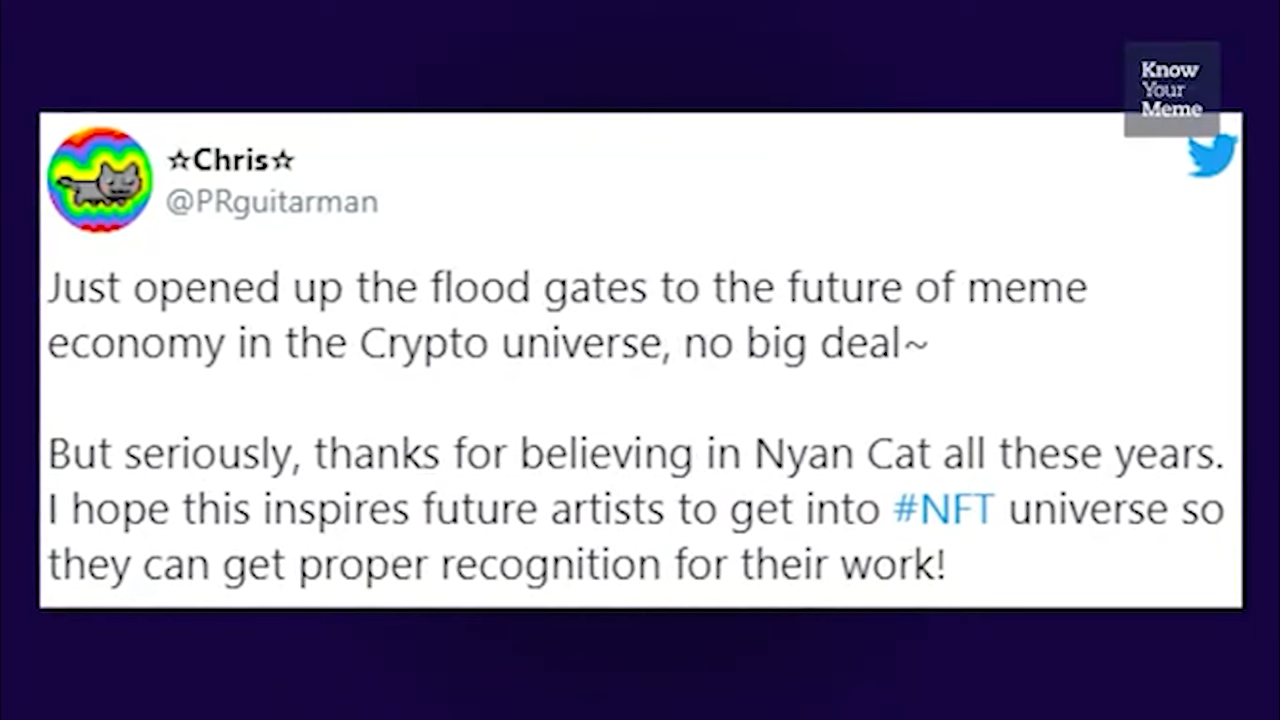 Know
Your
Meme
☆Chris☆
@PRguitarman
Just opened up the flood gates to the future of meme
economy in the Crypto universe, no big deal~
But seriously, thanks for believing in Nyan Cat all these years.
I hope this inspires future artists to get into #NFT universe so
they can get proper recognition for their work!